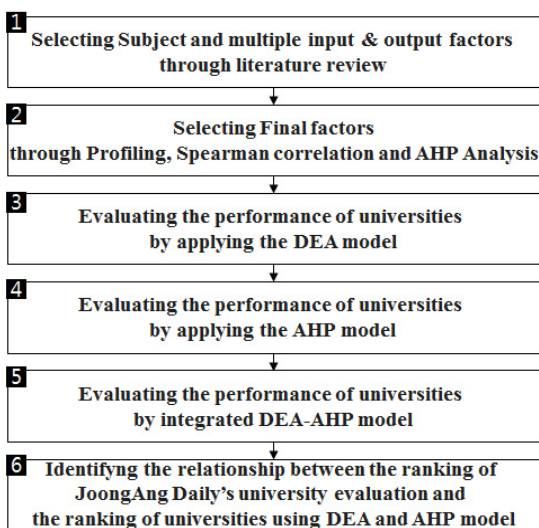 1
Selecting Subject and multiple input & output factors
through literature review
2
Selecting Final factors
through Profiling, Spearman correlation and AHP Analysis
3
Evaluating the performance of universities
by applying the DEA model
4
Evaluating the performance of universities
by applying the AHP model
5
Evaluating the performance of universities
by integrated DEA-AHP model
6
Identifyng the relationship between the ranking of
JoongAng Daily's university evaluation and
the ranking of universities using DEA and AHP model